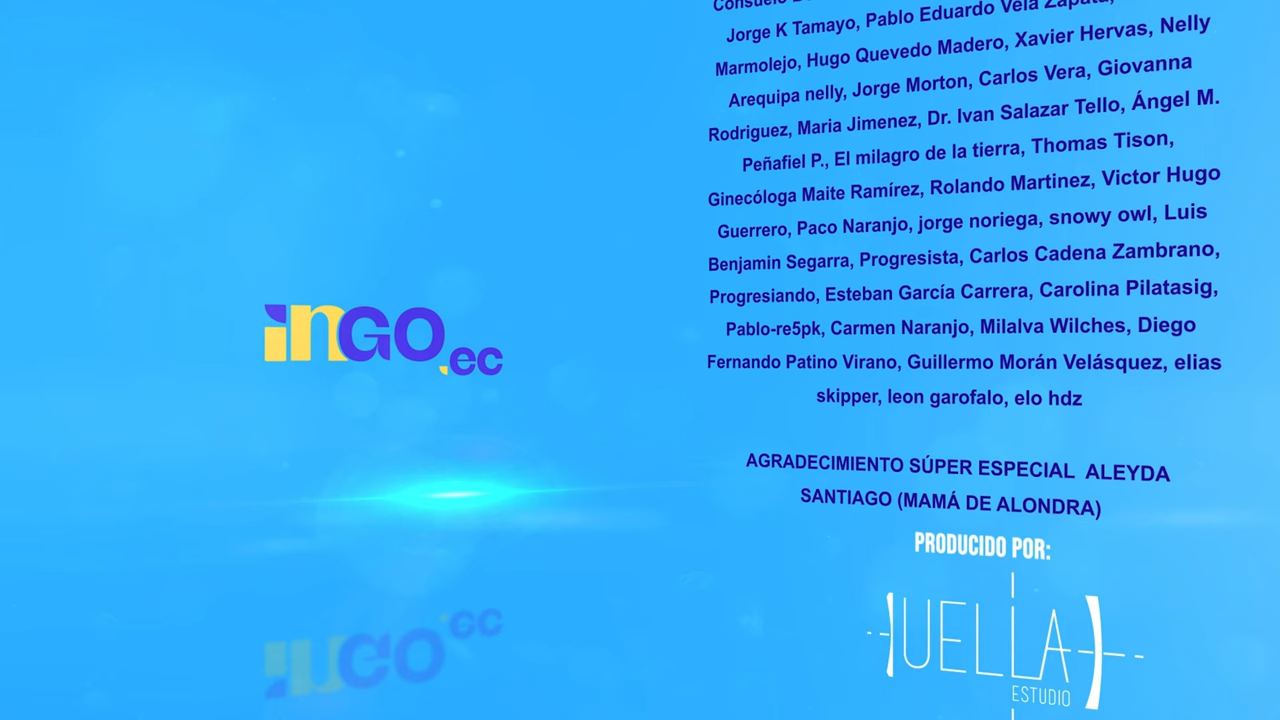 Jorge K Tamayo, Pablo Eduardo Vela Zapata,
Marmolejo, Hugo Quevedo Madero, Xavier Hervas, Nelly
Arequipa nelly, Jorge Morton, Carlos Vera, Giovanna
Rodriguez, Maria Jimenez, Dr. Ivan Salazar Tello, Ángel M.
Peñafiel P., El milagro de la tierra, Thomas Tison,
Ginecóloga Maite Ramírez, Rolando Martinez, Victor Hugo
Guerrero, Paco Naranjo, jorge noriega, snowy owl, Luis
Benjamin Segarra, Progresista, Carlos Cadena Zambrano,
Progresiando, Esteban García Carrera, Carolina Pilatasig,
Pablo-re5pk, Carmen Naranjo, Milalva Wilches, Diego
Fernando Patino Virano, Guillermo Morán Velásquez, elias
skipper, leon garofalo, elo hdz
inGO.ec
AGRADECIMIENTO SÚPER ESPECIAL ALEYDA
SANTIAGO (MAMÁ DE ALONDRA)
PRODUCIDO POR:
HUELLA
ESTUDIO